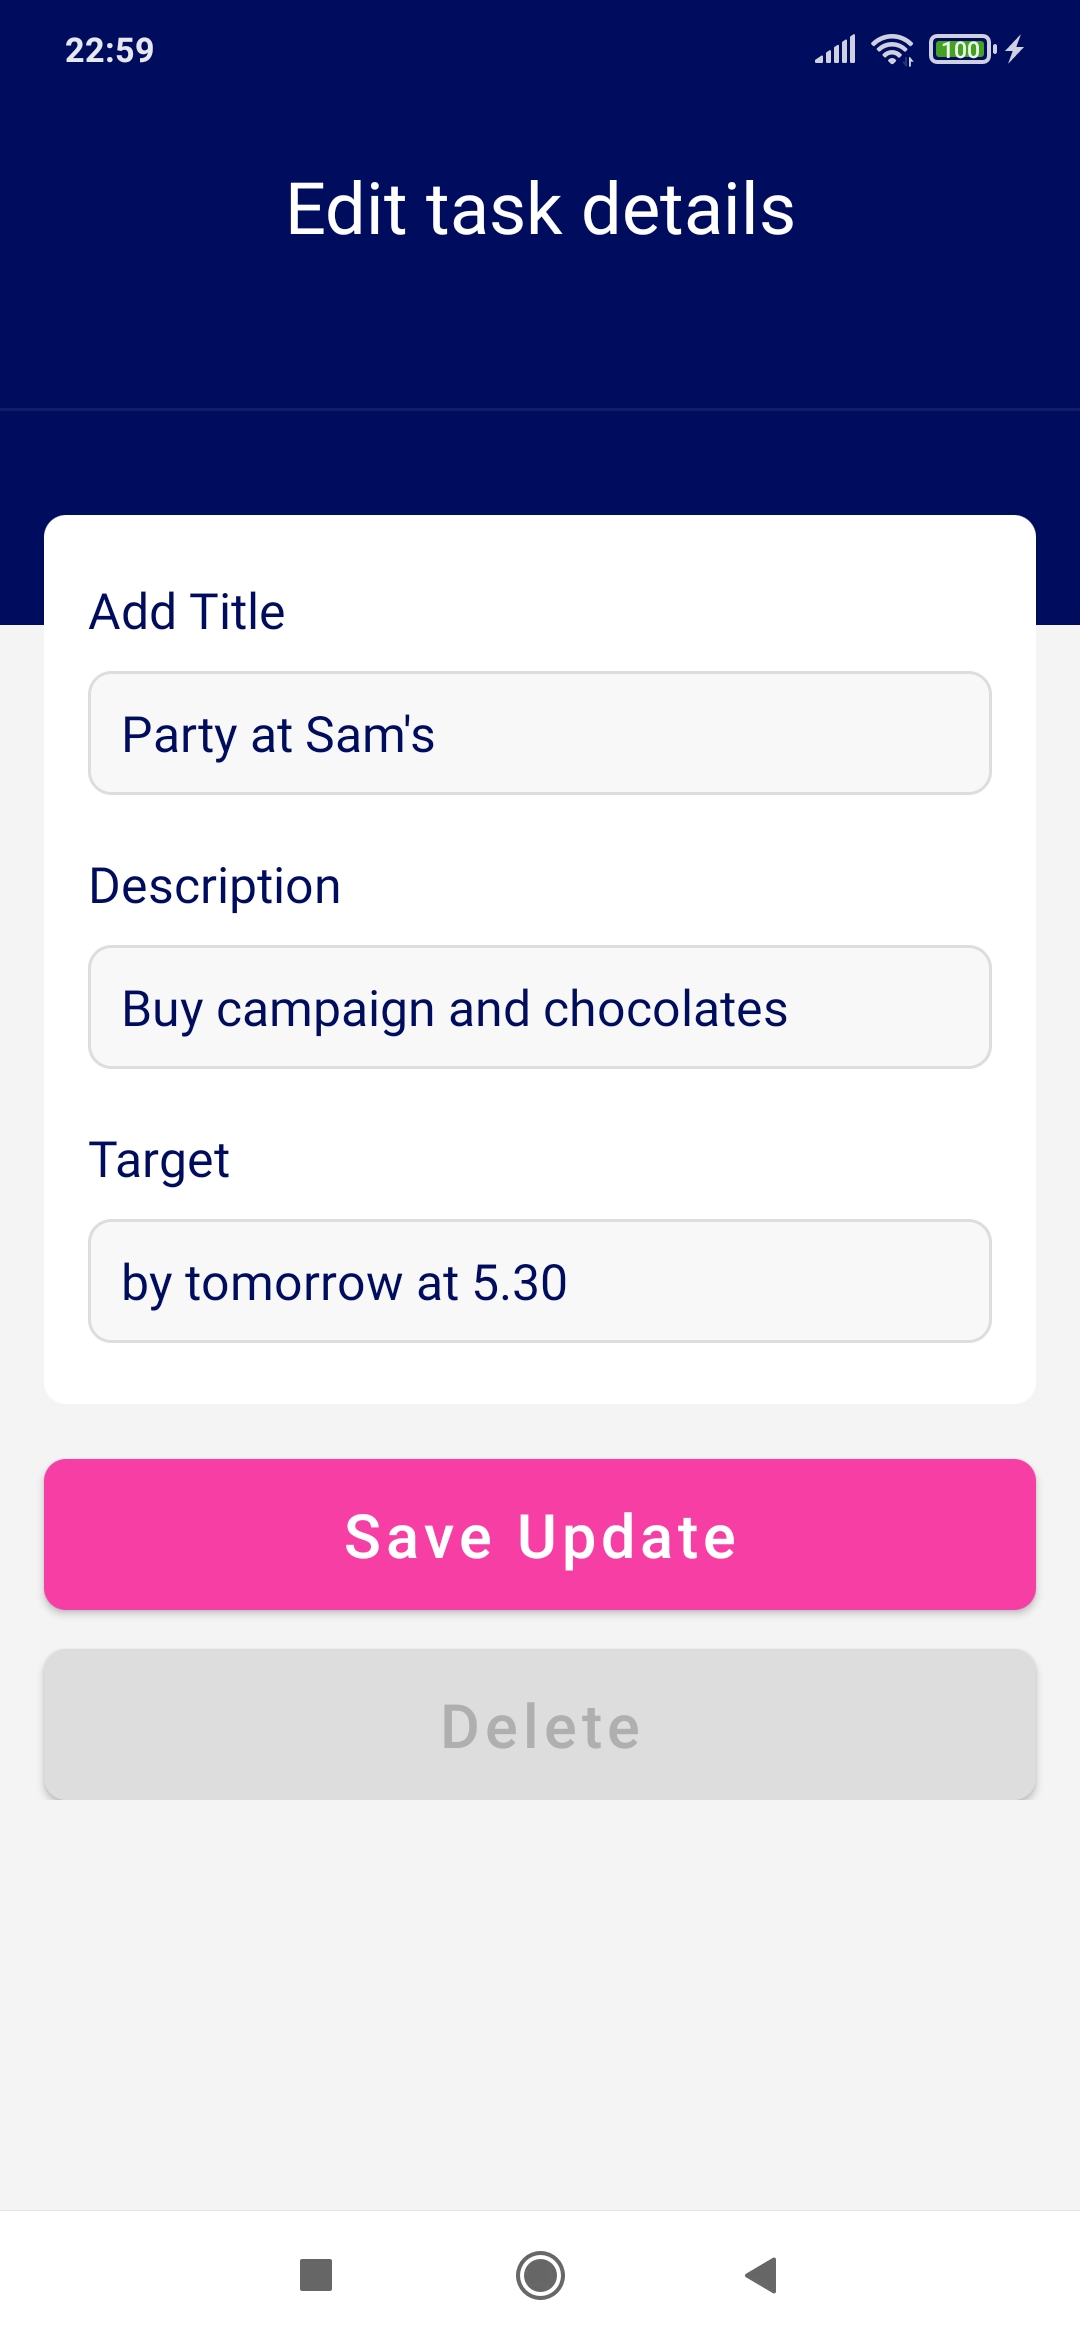 22:59
100
Edit task details
Add Title
Party at Sam's
Description
Buy campaign and chocolates
Target
by tomorrow at 5.30
Save Update
Delete